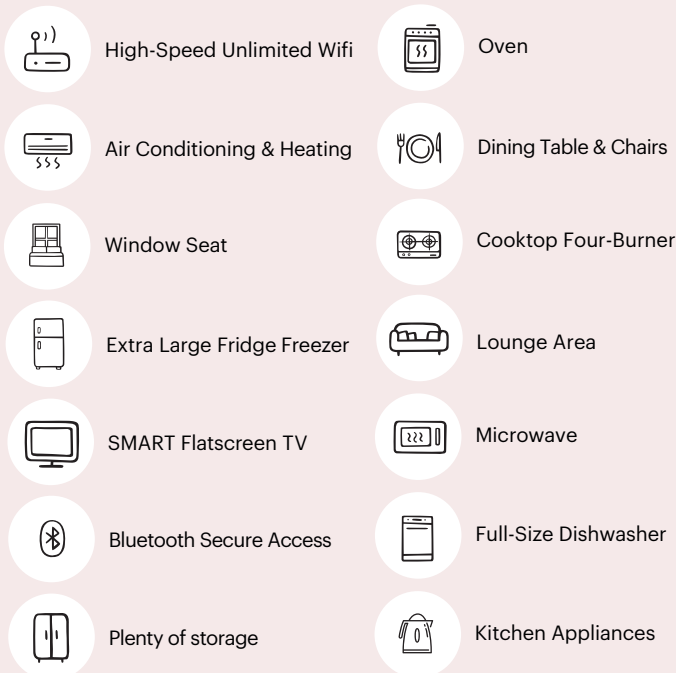 High-Speed Unlimited Wifi
Oven
Air Conditioning & Heating
Dining Table & Chairs
Window Seat
Cooktop Four-Burner
Extra Large Fridge Freezer
Lounge Area
SMART Flatscreen TV
Microwave
Bluetooth Secure Access
Full-Size Dishwasher
Plenty of storage
Kitchen Appliances